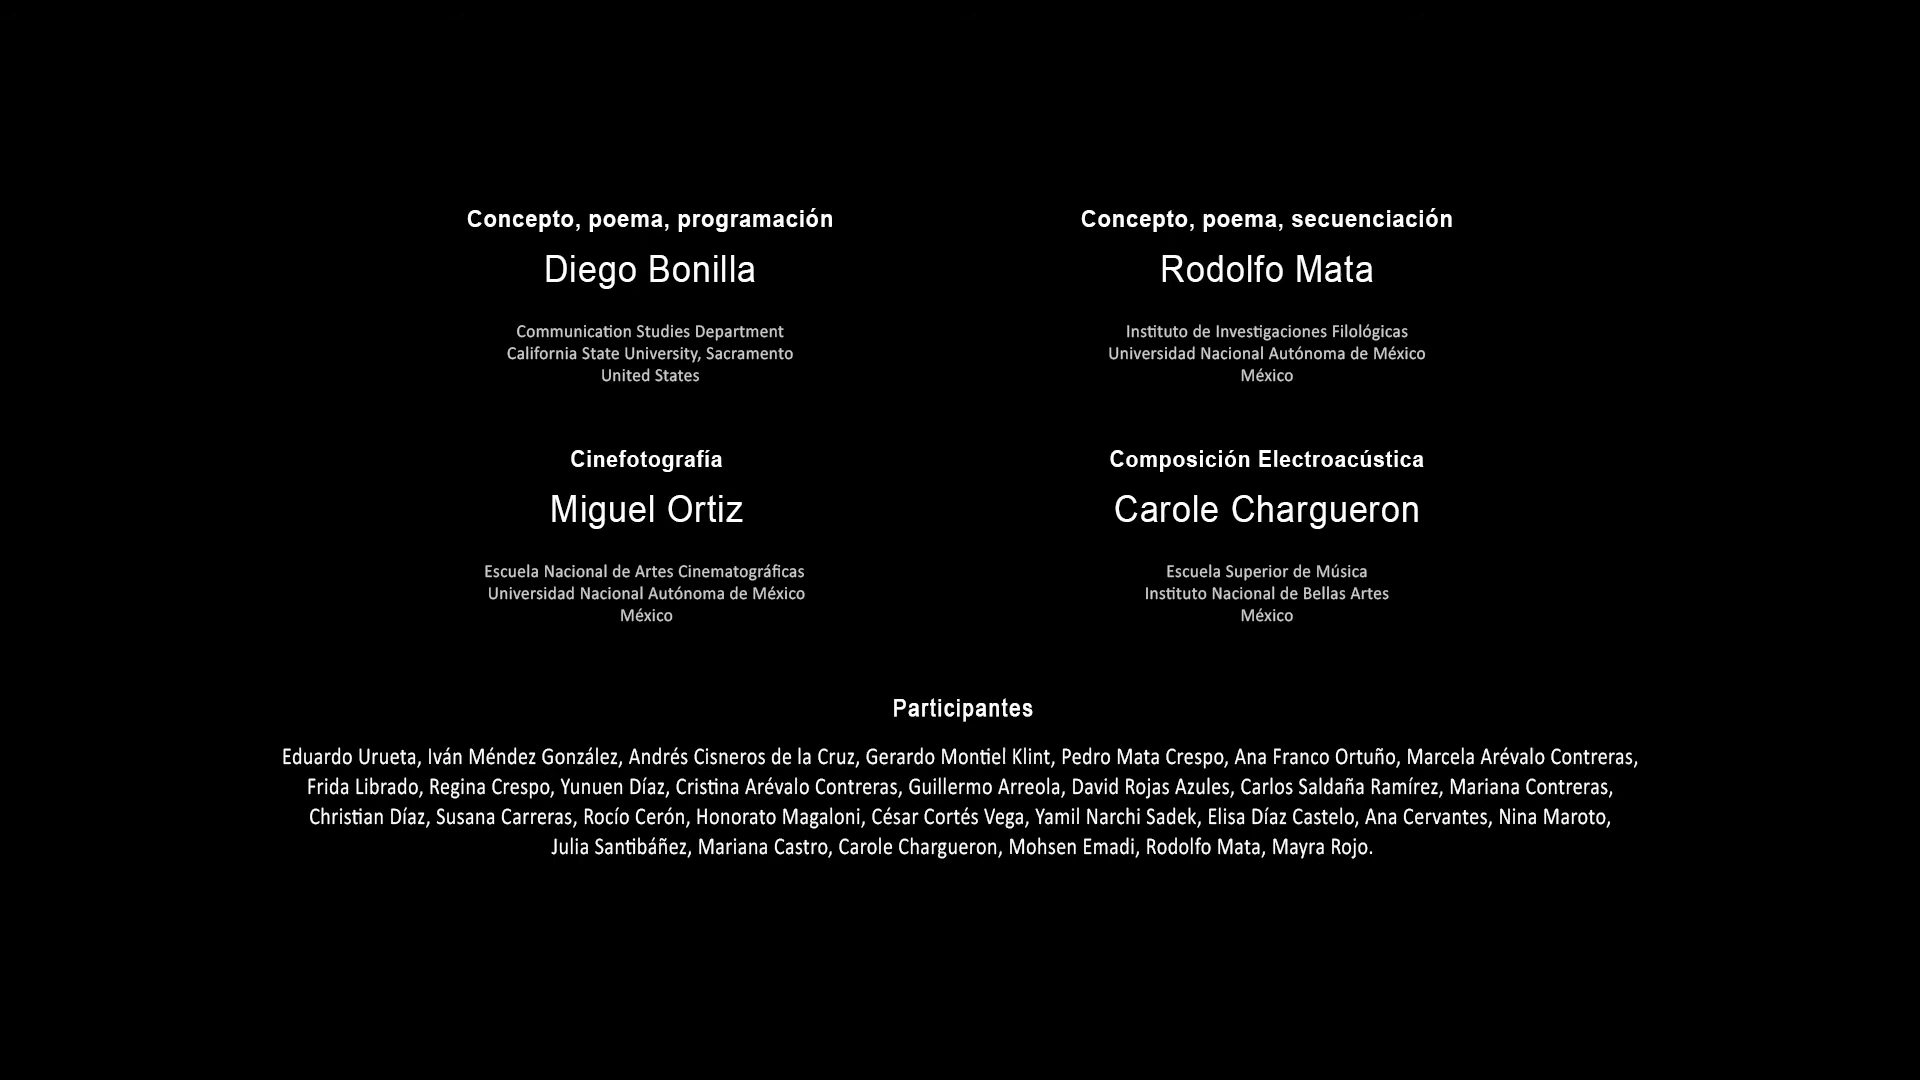 Concepto, poema, programación
Diego Bonilla
Communication Studies Department
California State University, Sacramento
United States
Concepto, poema, secuenciación
Rodolfo Mata
Instituto de Investigaciones Filológicas
Universidad Nacional Autónoma de México
México
Cinefotografía
Miguel Ortiz
Escuela Nacional de Artes Cinematográficas
Universidad Nacional Autónoma de México
México
Composición Electroacústica
Carole Chargueron
Escuela Superior de Música
Instituto Nacional de Bellas Artes
México
Participantes
Eduardo Urueta, Iván Méndez González, Andrés Cisneros de la Cruz, Gerardo Montiel Klint, Pedro Mata Crespo, Ana Franco Ortuño, Marcela Arévalo Contreras,
Frida Librado, Regina Crespo, Yunuen Díaz, Cristina Arévalo Contreras, Guillermo Arreola, David Rojas Azules, Carlos Saldaña Ramírez, Mariana Contreras,
Christian Díaz, Susana Carreras, Rocío Cerón, Honorato Magaloni, César Cortés Vega, Yamil Narchi Sadek, Elisa Díaz Castelo, Ana Cervantes, Nina Maroto,
Julia Santibáñez, Mariana Castro, Carole Chargueron, Mohsen Emadi, Rodolfo Mata, Mayra Rojo.